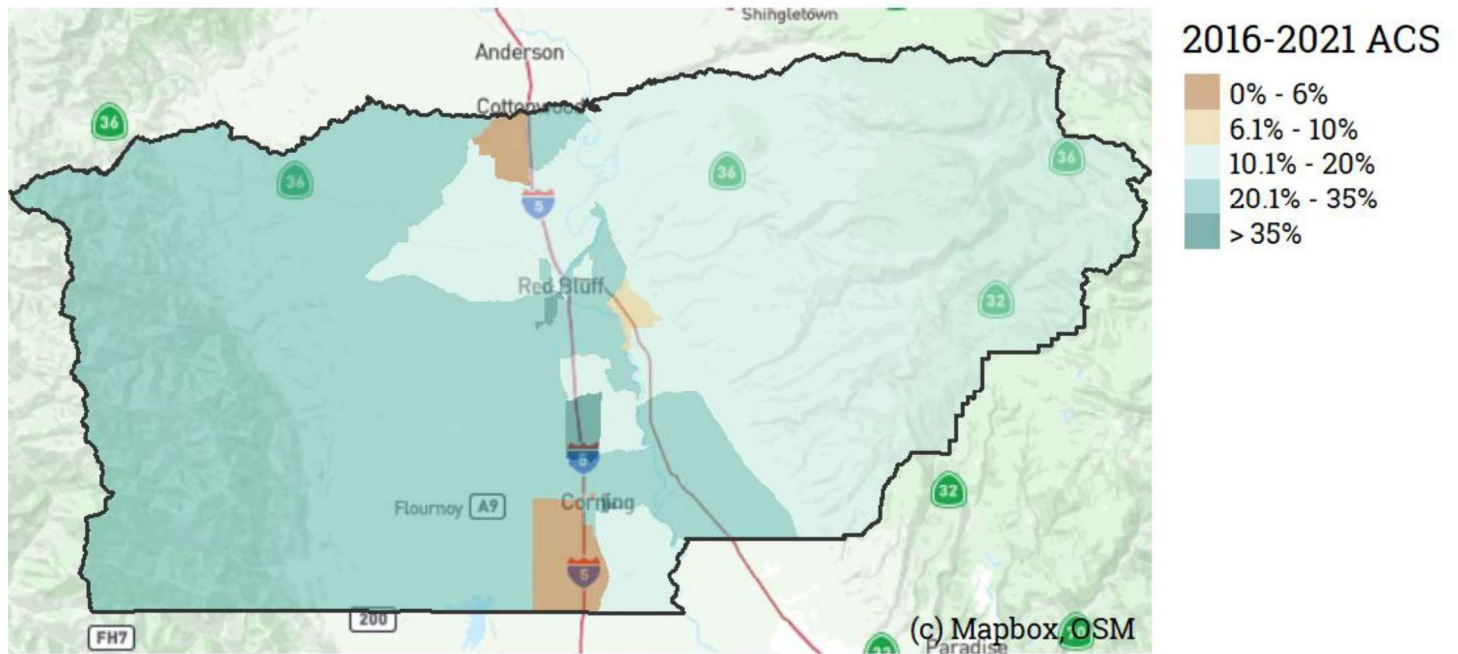 Shingletown
Anderson
Cottonwood
36
36
36
36
5
Red Bluff
32
5
Flournoy
A9
Corning
32
5
200
FH7
(c) Mapbox, OSM
Paradise
2016-2021 ACS
0% - 6%
6.1% - 10%
10.1% - 20%
20.1% - 35%
> 35%